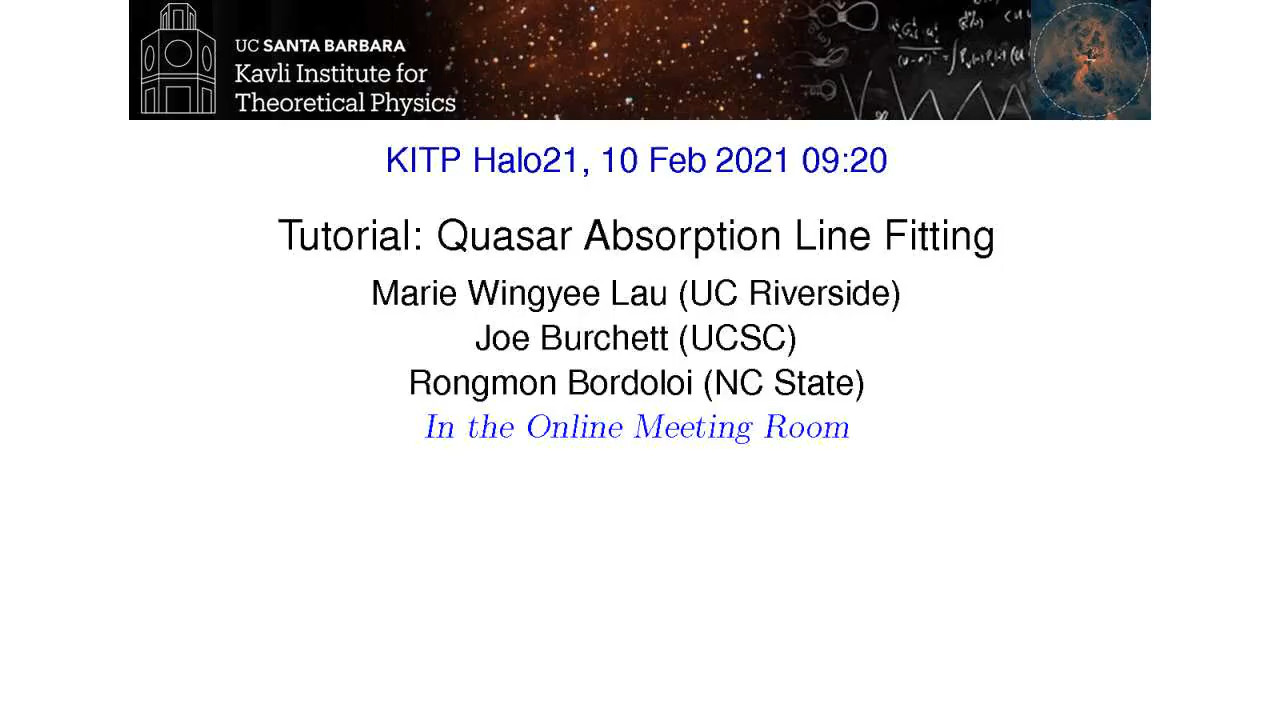 UC SANTA BARBARA
Kavli Institute for
Theoretical Physics
KITP Halo21, 10 Feb 2021 09:20
Tutorial: Quasar Absorption Line Fitting
Marie Wingyee Lau (UC Riverside)
Joe Burchett (UCSC)
Rongmon Bordoloi (NC State)
In the Online Meeting Room